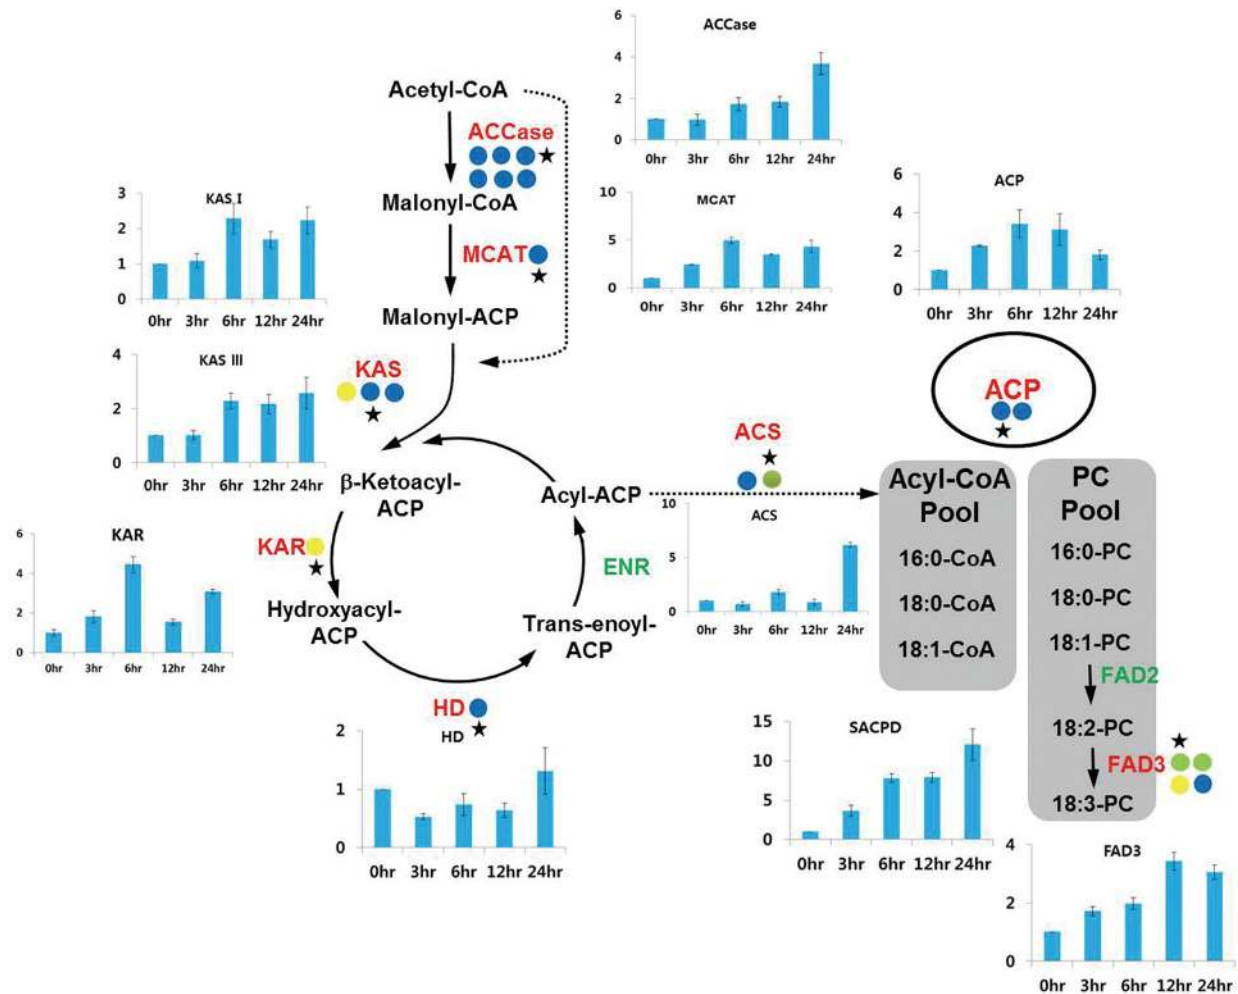 ACCase
6
4
2
0
0hr 3hr 6hr 12hr 24hr
Acetyl-CoA
ACCase
Malonyl-CoA
MCAT
Malonyl-ACP
KAS I
3
2
1
0
0hr 3hr 6hr 12hr 24hr
MCAT
10
5
0
0hr 3hr 6hr 12hr 24hr
ACP
6
4
2
0
0hr 3hr 6hr 12hr 24hr
KAS III
4
2
0
0hr 3hr 6hr 12hr 24hr
KAS
β-Ketoacyl-
ACP
Acyl-ACP
ACS
ACP
Acyl-CoA
Pool
16:0-CoA
18:0-CoA
18:1-CoA
PC
Pool
16:0-PC
18:0-PC
18:1-PC
FAD2
18:2-PC
FAD3
18:3-PC
KAR
6
4
2
0
0hr 3hr 6hr 12hr 24hr
KAR
Hydroxyacyl-
ACP
ENR
Trans-enoyl-
ACP
ACS
10
5
0
0hr 3hr 6hr 12hr 24hr
HD
HD
2
1
0
0hr 3hr 6hr 12hr 24hr
SACPD
15
10
5
0
0hr 3hr 6hr 12hr 24hr
FAD3
4
2
0
0hr 3hr 6hr 12hr 24hr